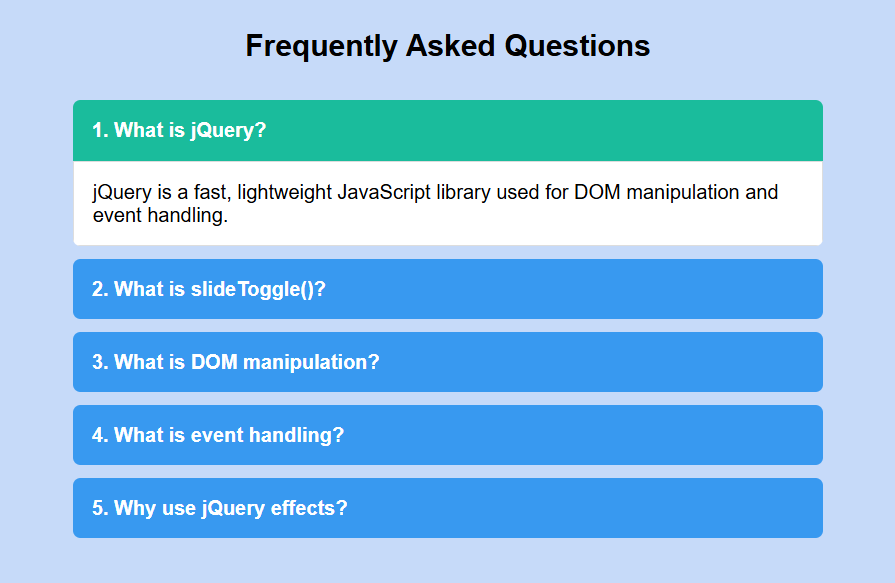 Frequently Asked Questions
1. What is jQuery?
jQuery is a fast, lightweight JavaScript library used for DOM manipulation and
event handling.
2. What is slideToggle()?
3. What is DOM manipulation?
4. What is event handling?
5. Why use jQuery effects?